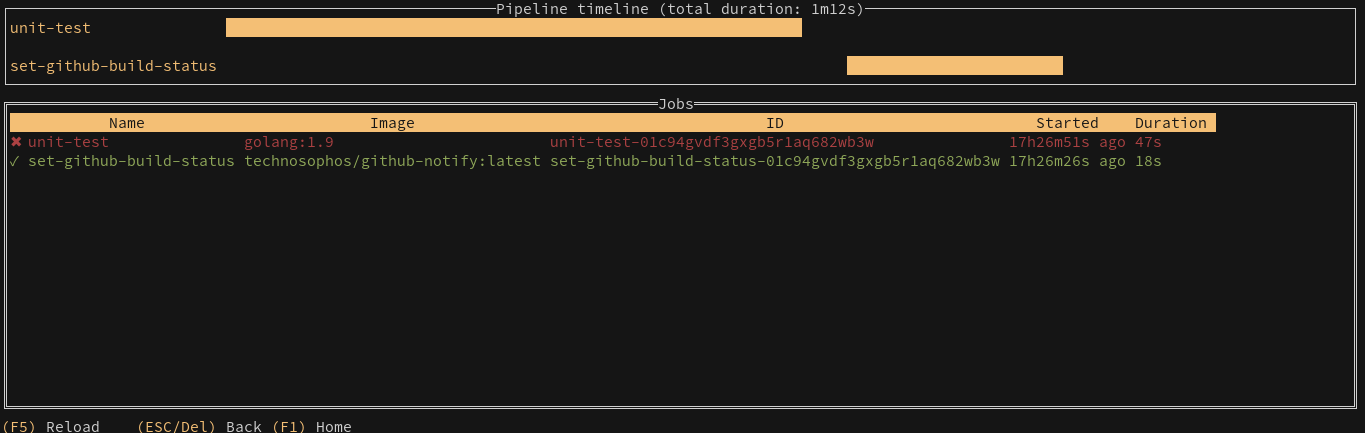 Pipeline timeline (total duration: 1m12s)
unit-test
set-github-build-status
Jobs
Name Image ID Started Duration
✖ unit-test golang:1.9 unit-test-01c94gvdf3gxgb5r1aq682wb3w 17h26m51s ago 47s
✓ set-github-build-status technosophos/github-notify:latest set-github-build-status-01c94gvdf3gxgb5r1aq682wb3w 17h26m26s ago 18s
(F5) Reload (ESC/Del) Back (F1) Home